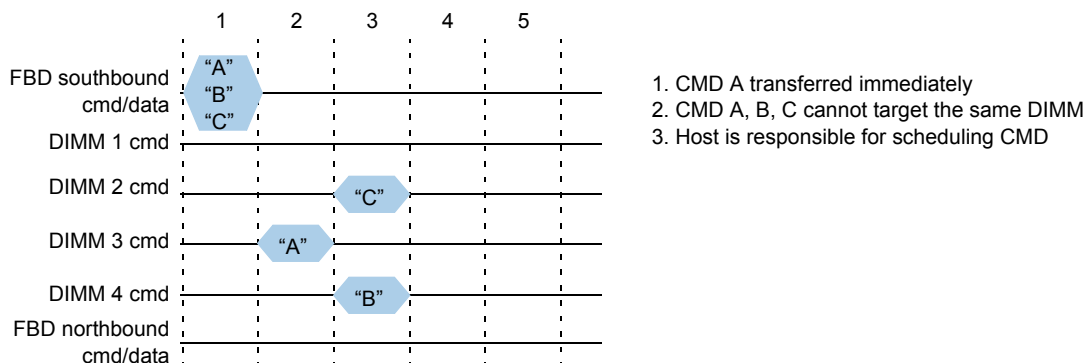 1 2 3 4 5
FBD southbound
cmd/data
“A”
“B”
“C”
DIMM 1 cmd
DIMM 2 cmd
“C”
DIMM 3 cmd
“A”
DIMM 4 cmd
“B”
FBD northbound
cmd/data
1. CMD A transferred immediately
2. CMD A, B, C cannot target the same DIMM
3. Host is responsible for scheduling CMD